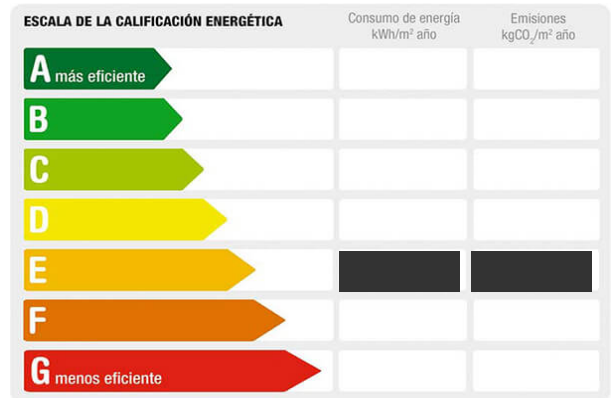 ESCALA DE LA CALIFICACIÓN ENERGÉTICA
Consumo de energía
kWh/m² año
Emisiones
kgCO₂/m² año
A más eficiente
B
C
D
E
F
G menos eficiente